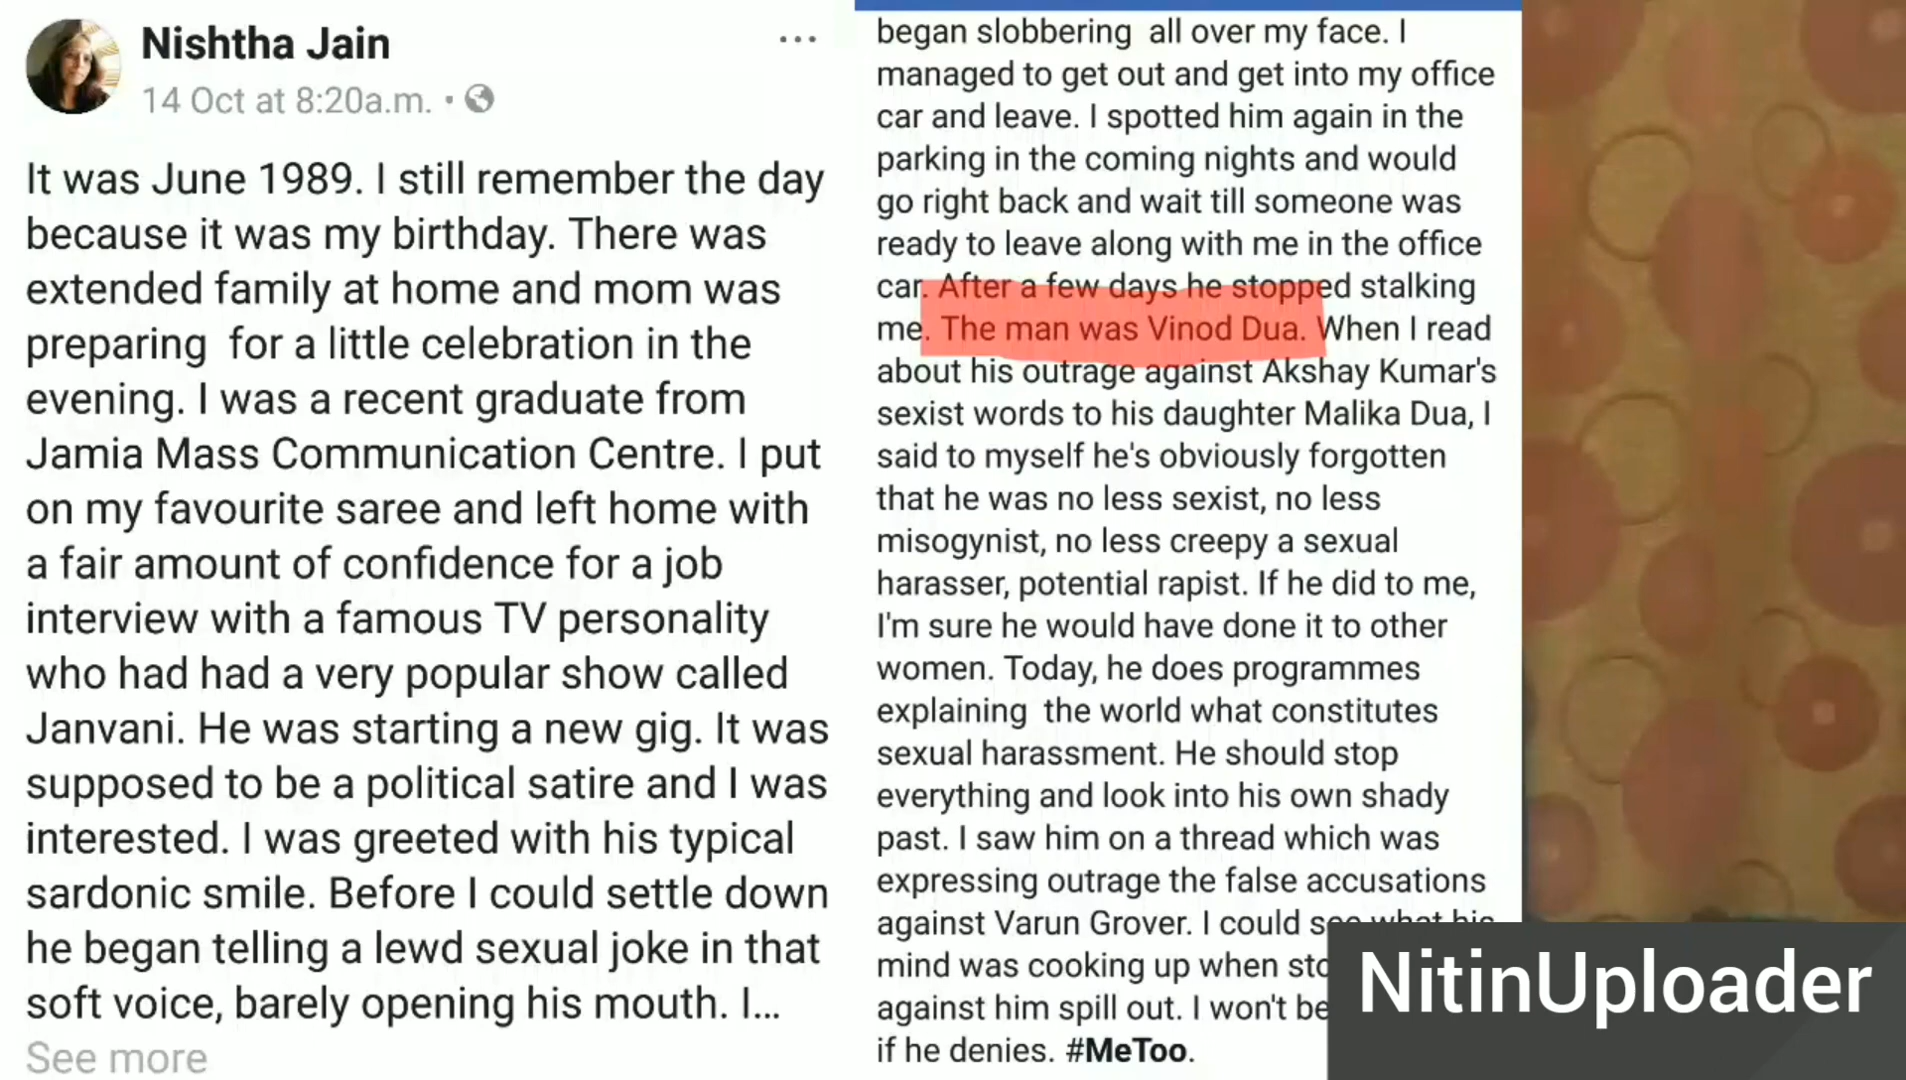 Nishtha Jain
14 Oct at 8:20a.m.
It was June 1989. I still remember the day
because it was my birthday. There was
extended family at home and mom was
preparing for a little celebration in the
evening. I was a recent graduate from
Jamia Mass Communication Centre. I put
on my favourite saree and left home with
a fair amount of confidence for a job
interview with a famous TV personality
who had had a very popular show called
Janvani. He was starting a new gig. It was
supposed to be a political satire and I was
interested. I was greeted with his typical
sardonic smile. Before I could settle down
he began telling a lewd sexual joke in that
soft voice, barely opening his mouth. I...
See more
began slobbering all over my face. I
managed to get out and get into my office
car and leave. I spotted him again in the
parking in the coming nights and would
go right back and wait till someone was
ready to leave along with me in the office
car. After a few days he stopped stalking
me. The man was Vinod Dua. When I read
about his outrage against Akshay Kumar's
sexist words to his daughter Malika Dua, I
said to myself he's obviously forgotten
that he was no less sexist, no less
misogynist, no less creepy a sexual
harasser, potential rapist. If he did to me,
I'm sure he would have done it to other
women. Today, he does programmes
explaining the world what constitutes
sexual harassment. He should stop
everything and look into his own shady
past. I saw him on a thread which was
expressing outrage the false accusations
against Varun Grover. I could see what his
mind was cooking up when
against him spill out. I won't be
if he denies. #MeToo.
NitinUploader